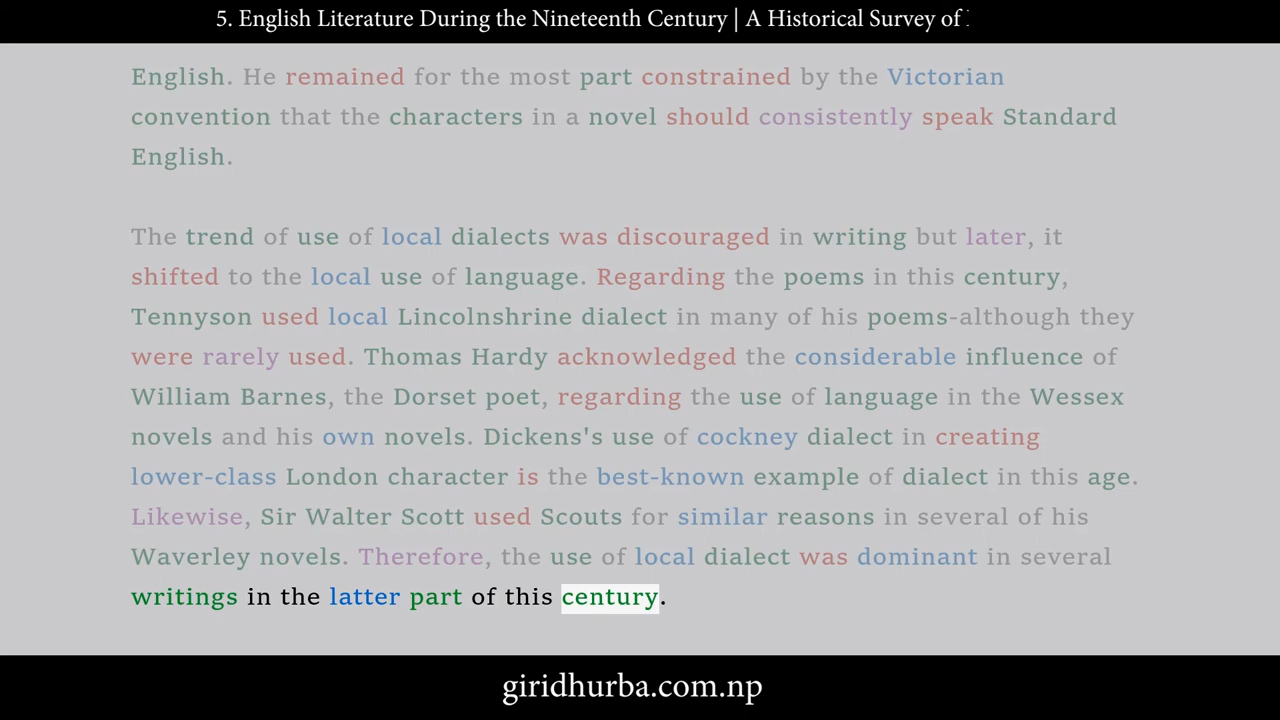 5. English Literature During the Nineteenth Century | A Historical Survey of
English. He remained for the most part constrained by the Victorian
convention that the characters in a novel should consistently speak Standard
English.
The trend of use of local dialects was discouraged in writing but later, it
shifted to the local use of language. Regarding the poems in this century,
Tennyson used local Lincolnshrine dialect in many of his poems-although they
were rarely used. Thomas Hardy acknowledged the considerable influence of
William Barnes, the Dorset poet, regarding the use of language in the Wessex
novels and his own novels. Dickens's use of cockney dialect in creating
lower-class London character is the best-known example of dialect in this age.
Likewise, Sir Walter Scott used Scouts for similar reasons in several of his
Waverley novels. Therefore, the use of local dialect was dominant in several
writings in the latter part of this century.
giridhurba.com.np